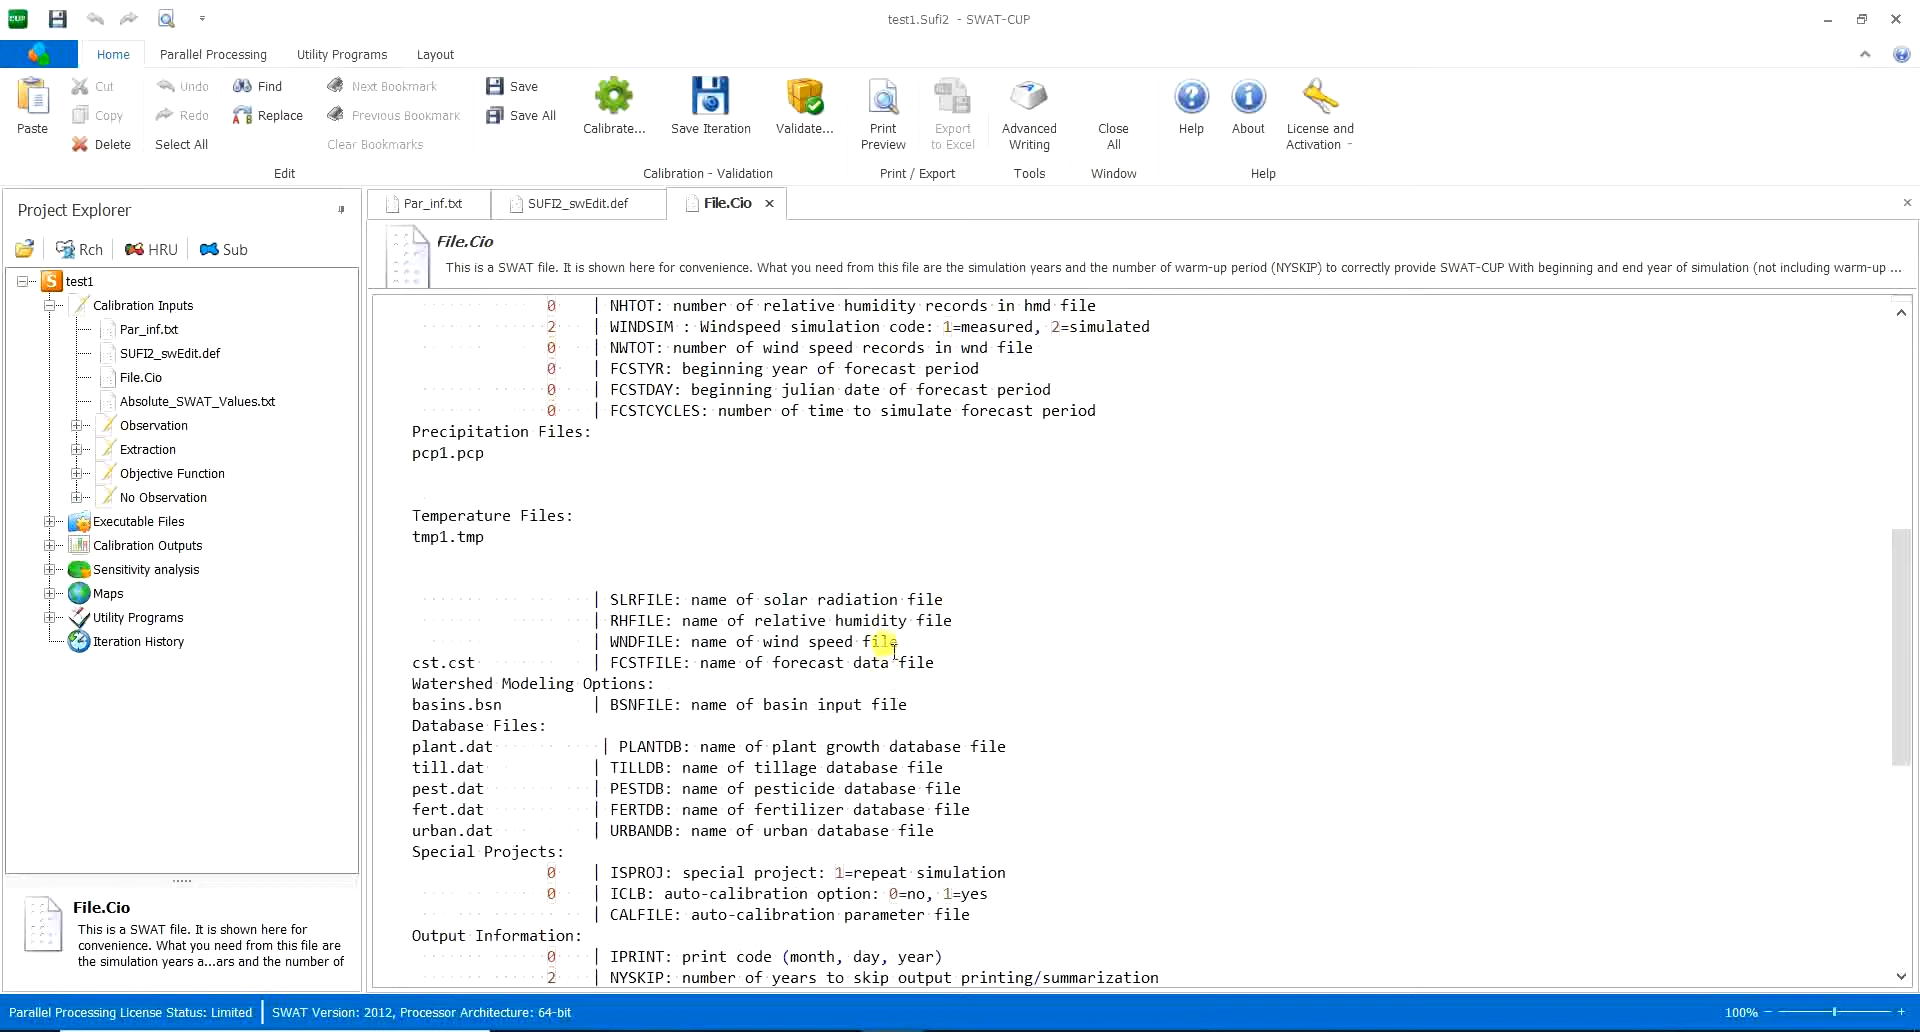 CUP
test1.Sufi2 - SWAT-CUP
Home
Parallel Processing
Utility Programs
Layout
Paste
Cut
Copy
Delete
Undo
Redo
Select All
Find
Replace
Next Bookmark
Previous Bookmark
Clear Bookmarks
Save
Save All
Calibrate...
Save Iteration
Validate...
Print Preview
Export to Excel
Advanced Writing
Close All
Help
About
License and Activation
Edit
Calibration - Validation
Print / Export
Tools
Window
Help
Project Explorer
Rch
HRU
Sub
test1
Calibration Inputs
Par_inf.txt
SUFI2_swEdit.def
File.Cio
Absolute_SWAT_Values.txt
Observation
Extraction
Objective Function
No Observation
Executable Files
Calibration Outputs
Sensitivity analysis
Maps
Utility Programs
Iteration History
File.Cio
This is a SWAT file. It is shown here for
convenience. What you need from this file are
the simulation years a...ars and the number of
Par_inf.txt
SUFI2_swEdit.def
File.Cio
File.Cio
This is a SWAT file. It is shown here for convenience. What you need from this file are the simulation years and the number of warm-up period (NYSKIP) to correctly provide SWAT-CUP With beginning and end year of simulation (not including warm-up ...
0 | NHTOT: number of relative humidity records in hmd file
2 | WINDSIM : Windspeed simulation code: 1=measured, 2=simulated
0 | NWTOT: number of wind speed records in wnd file
0 | FCSTYR: beginning year of forecast period
0 | FCSTDAY: beginning julian date of forecast period
0 | FCSTCYCLES: number of time to simulate forecast period
Precipitation Files:
pcp1.pcp
Temperature Files:
tmp1.tmp
| SLRFILE: name of solar radiation file
| RHFILE: name of relative humidity file
| WNDFILE: name of wind speed file
cst.cst | FCSTFILE: name of forecast data file
Watershed Modeling Options:
basins.bsn | BSNFILE: name of basin input file
Database Files:
plant.dat | PLANTDB: name of plant growth database file
till.dat | TILLDB: name of tillage database file
pest.dat | PESTDB: name of pesticide database file
fert.dat | FERTDB: name of fertilizer database file
urban.dat | URBANDB: name of urban database file
Special Projects:
0 | ISPROJ: special project: 1=repeat simulation
0 | ICLB: auto-calibration option: 0=no, 1=yes
| CALFILE: auto-calibration parameter file
Output Information:
0 | IPRINT: print code (month, day, year)
2 | NYSKIP: number of years to skip output printing/summarization
Parallel Processing License Status: Limited
SWAT Version: 2012, Processor Architecture: 64-bit
100%